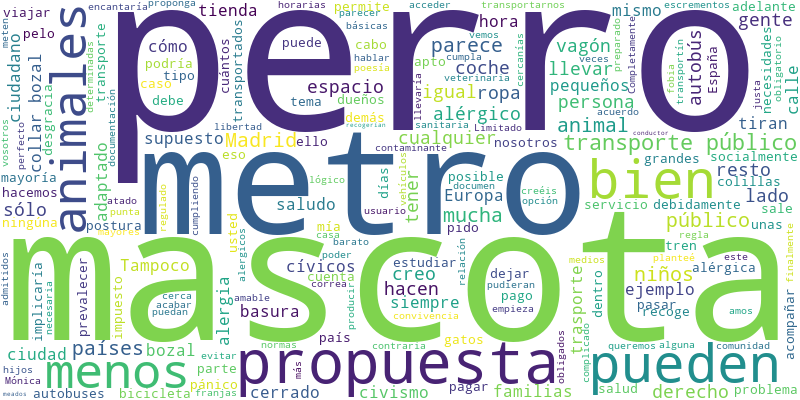 perro
metro
mascota
propuesta
pueden
bien
menos
animales
transporte público
encantaría
proponga
horarias
parecer
básicas
acceder
transportarnos
escrementos
adelante
viajar
tienda
permite
hora
vemos
mismo
gente
meten
pelo
cómo
puede
cabo
hablar
cumpla
parece
vagón
autobús
preparado
completamente
España
ciudadano
collar bozal
desgracia
determinadas
transporte
documentación
podría
cuántos
transportados
caso
tipo
poesía
apto
coche
llevar
veces
cercanias
fobia
transportín
debe
tema
dueños
llevaria
veterinaria
pequeños
justa
necesidades
obligatorio
calle
espacio
recogerían
igual
ropa
persona
vosotros
perfecto
adaptado
libertad
demás
alérgico
sanitaria
Limitado
animal
acuerdo
conductor
tiran
mayoría
supuesto
Madrid
ello
cualquier
nosotros
hacemos
eso
contaminante
grandes
socialmente
resto
colillas
sólo
atado
regulado
cumpliendo
lógico
vehículos
días
tener
posible
documen
creéis
opción
servicio
debidamente
lado
ninguna
punta
mayores
saludo
usuario
Europa
mucha
público
sale
unas
postura
usted
mía
casa
barato
poder
pido
relación
tren
regla
planteé
este
alérgica
finalmente
admitidos
implicaria
necesaria
prevalecer
Tampoco
impuesto
cerca
acabar
puedan
alergicos
alergia
cívicos
cuenta
estudiar
creo
dejar
pudieran
niños
medios
dentro
pasar
amos
acompañar
amable
correa
producir
hacen
siempre
pago
empieza
ejemplo
recoge
complicado
trasporte
basura
convivencia
países
ciudad
bozal
evitar
normas
país
contraria
gatos
obligados
queremos
alguna
comunidad
hijos
Mónica
parte
pánico
más
familias
salud
derecho
problema
meados
autobuses
bicicleta
franjas
cerrado
civismo
pagar